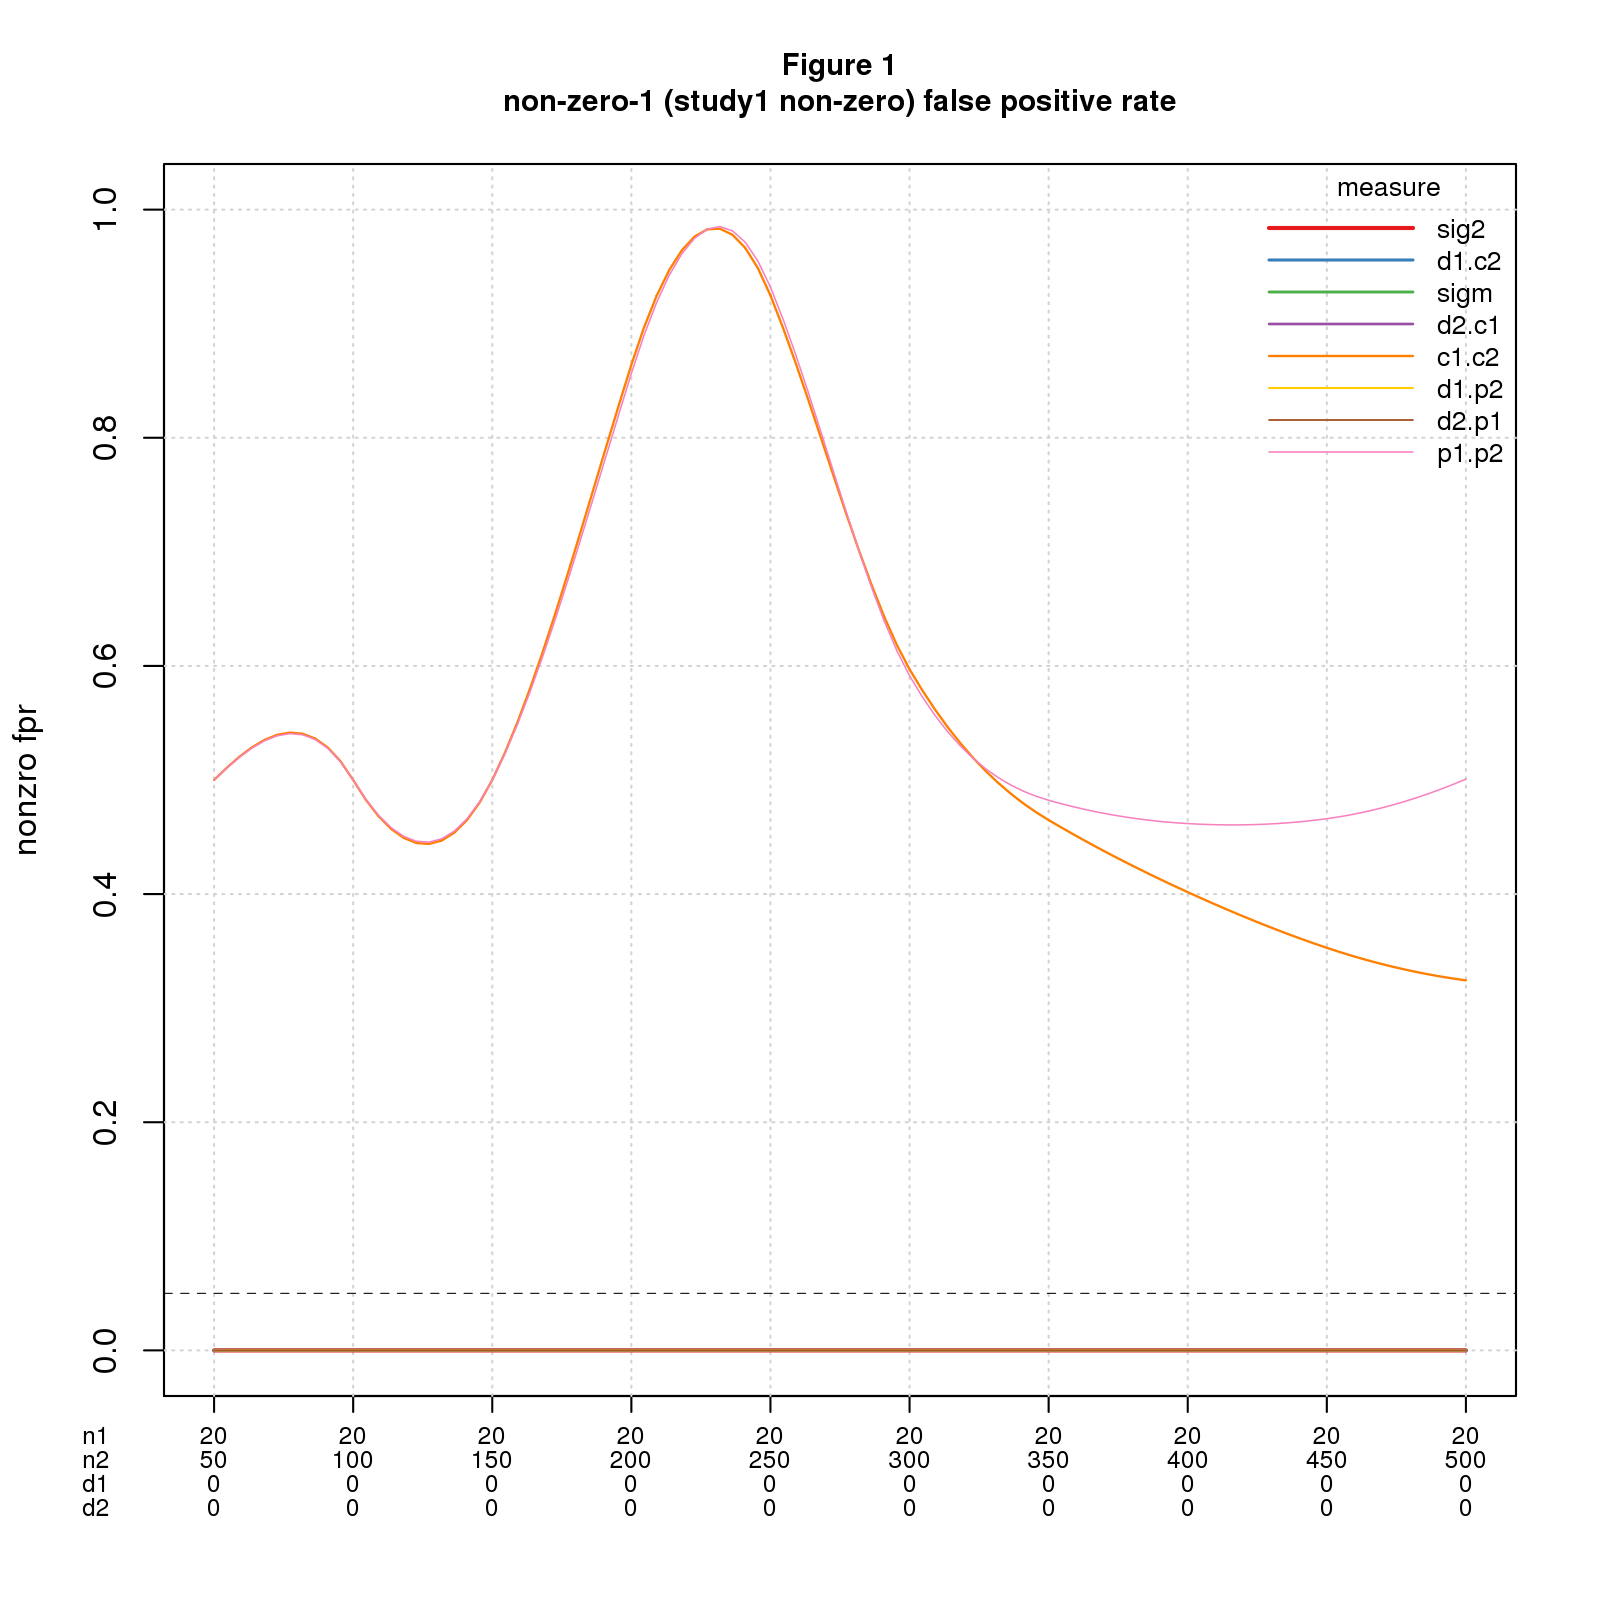 Figure 1
non-zero-1 (study1 non-zero) false positive rate
measure
sig2
d1.c2
sigm
d2.c1
c1.c2
d1.p2
d2.p1
p1.p2
nonzro fpr
1.0
0.8
0.6
0.4
0.2
0.0
n1 20 20 20 20 20 20 20 20 20 20
n2 50 100 150 200 250 300 350 400 450 500
d1 0 0 0 0 0 0 0 0 0 0
d2 0 0 0 0 0 0 0 0 0 0